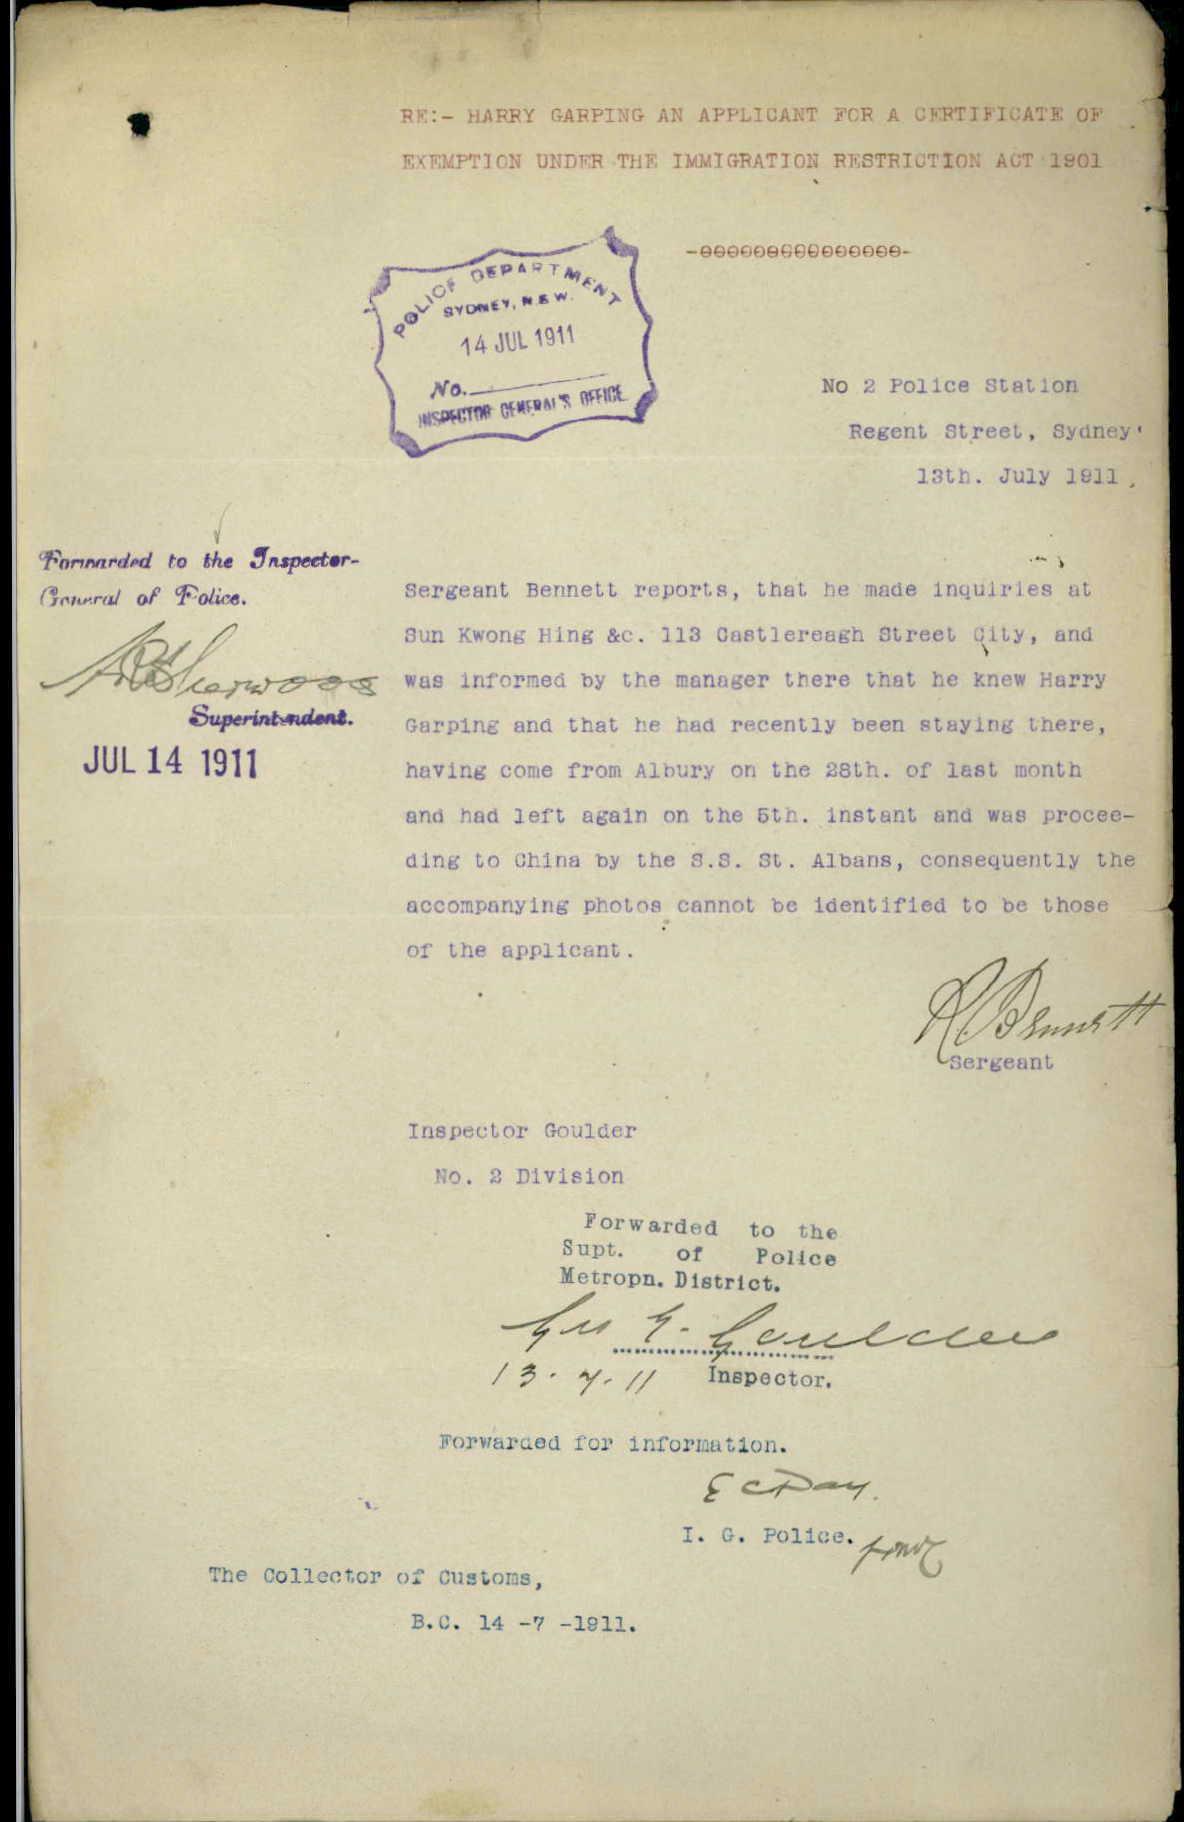 RE:- HARRY GARPING AN APPLICANT FOR A CERTIFICATE OF
EXEMPTION UNDER THE IMMIGRATION RESTRICTION ACT 1901
POLICE DEPARTMENT
SYDNEY, N.S.W.
14 JUL 1911
No.
INSPECTOR GENERAL'S OFFICE
No 2 Police Station
Regent Street, Sydney
13th. July 1911.
Forwarded to the Inspector-
General of Police.
Sherwood
Superintendent.
JUL 14 1911
Sergeant Bennett reports, that he made inquiries at
Sun Kwong Hing &c. 113 Castlereagh Street City, and
was informed by the manager there that he knew Harry
Garping and that he had recently been staying there,
having come from Albury on the 28th. of last month
and had left again on the 5th. instant and was procee-
ding to China by the S.S. St. Albans, consequently the
accompanying photos cannot be identified to be those
of the applicant.
R. Bennett
Sergeant
Inspector Goulder
No. 2 Division
Forwarded to the
Supt. of Police
Metropn. District.
Goulder
13.7.11 Inspector.
Forwarded for information.
E C Day.
I. G. Police.
The Collector of Customs,
B.C. 14 -7 -1911.